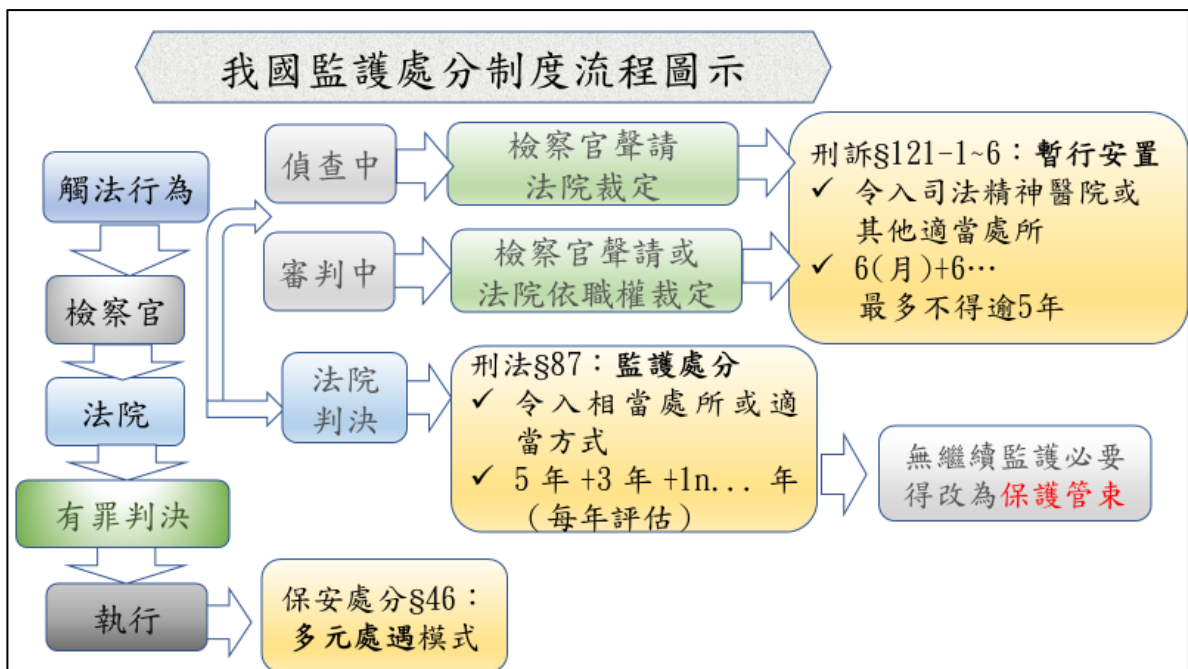 我國監護處分制度流程圖示
觸法行為
檢察官
法院
有罪判決
執行
偵查中
檢察官聲請
法院裁定
審判中
檢察官聲請或
法院依職權裁定
刑訴§121-1~6：暫行安置
✓ 令入司法精神醫院或
其他適當處所
✓ 6(月)+6…
最多不得逾5年
法院
判決
刑法§87：監護處分
✓ 令入相當處所或適
當方式
✓ 5年+3年+1n...年
(每年評估)
無繼續監護必要
得改為保護管束
保安處分§46：
多元處遇模式